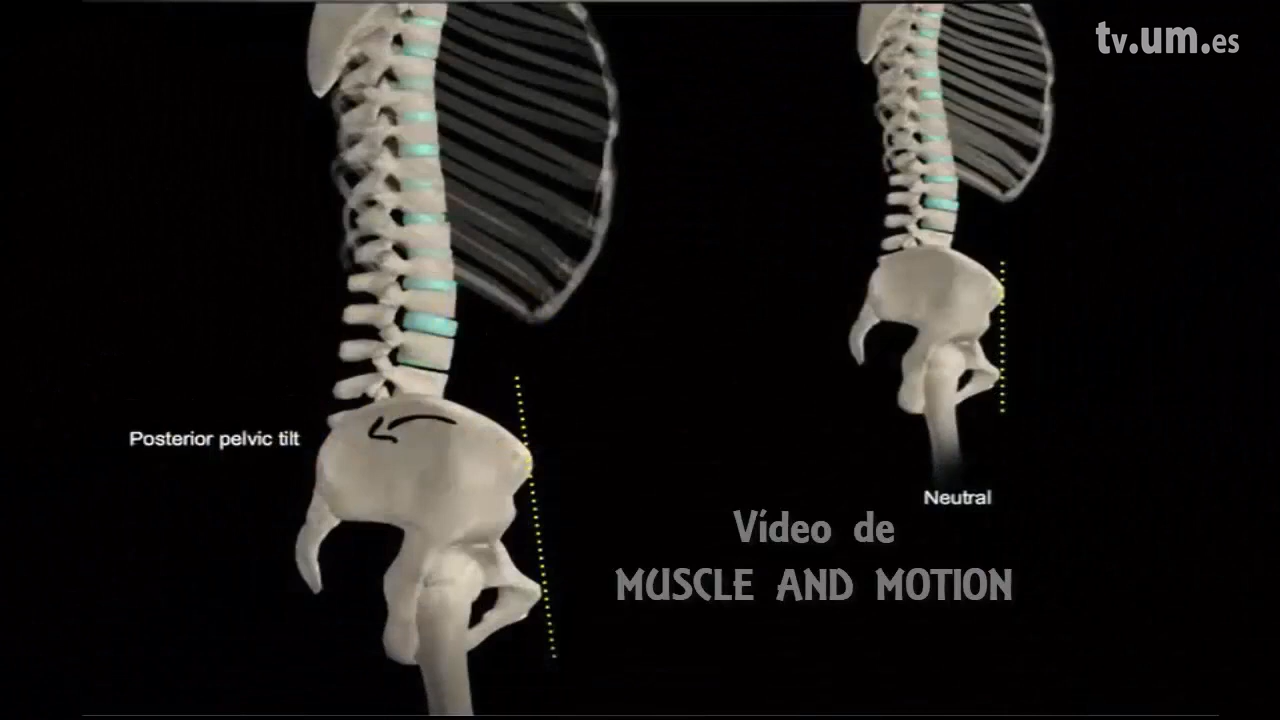 tv.um.es
Posterior pelvic tilt
Neutral
Vídeo de
MUSCLE AND MOTION